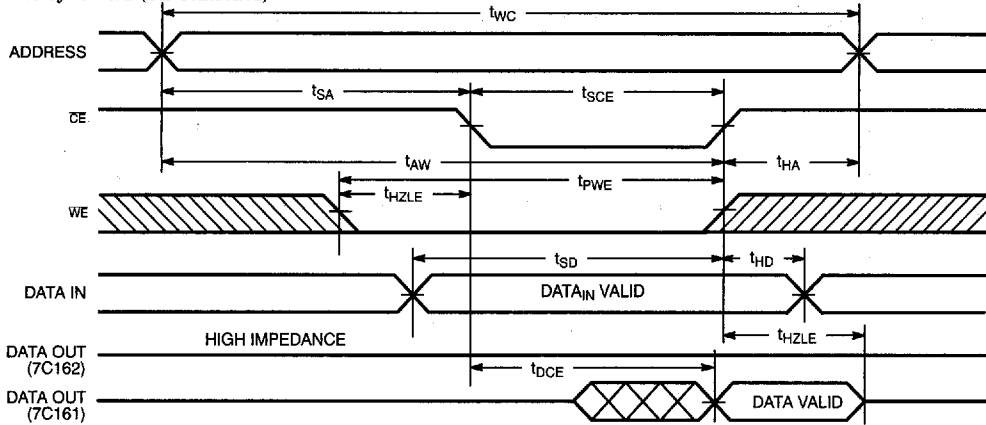 tWC
ADDRESS
tSA
tSCE
CE
tAW
tHA
tPWE
tHZLE
WE
tSD
tHD
DATA IN
DATAIN VALID
HIGH IMPEDANCE
tHZLE
DATA OUT
(7C162)
tDCE
DATA OUT
(7C161)
DATA VALID